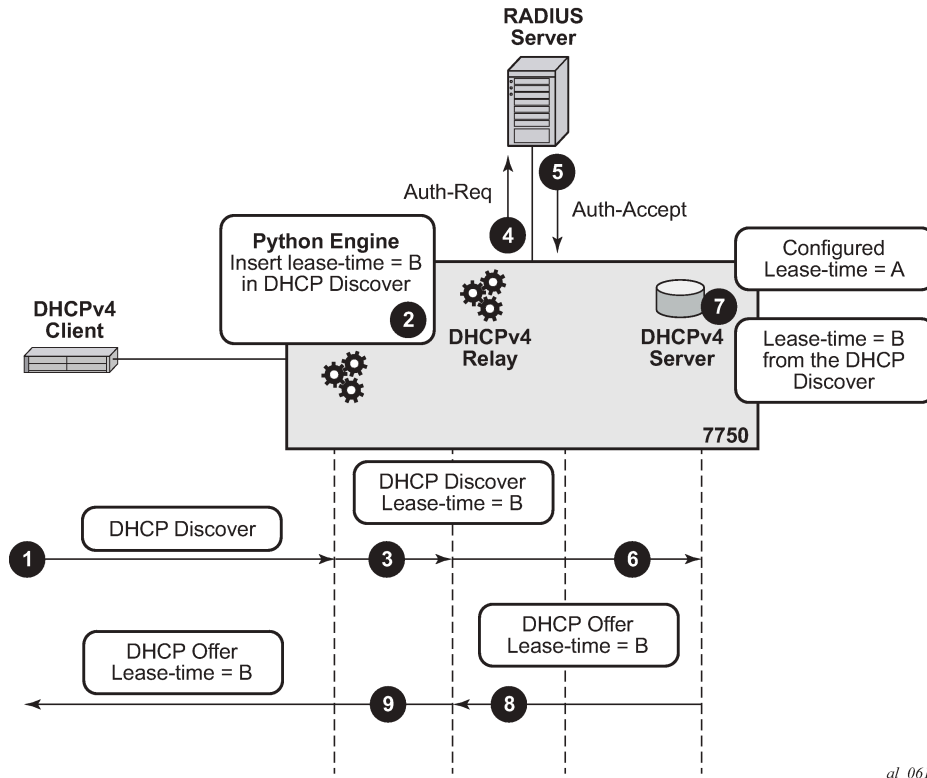 RADIUS
Server
5
Auth-Req
Auth-Accept
4
Python Engine
Insert lease-time = B
in DHCP Discover
2
Configured
Lease-time = A
7
DHCPv4
Client
DHCPv4
Relay
DHCPv4
Server
Lease-time = B
from the DHCP
Discover
7750
DHCP Discover
Lease-time = B
DHCP Discover
1
3
6
DHCP Offer
Lease-time = B
DHCP Offer
Lease-time = B
9
8
al_061